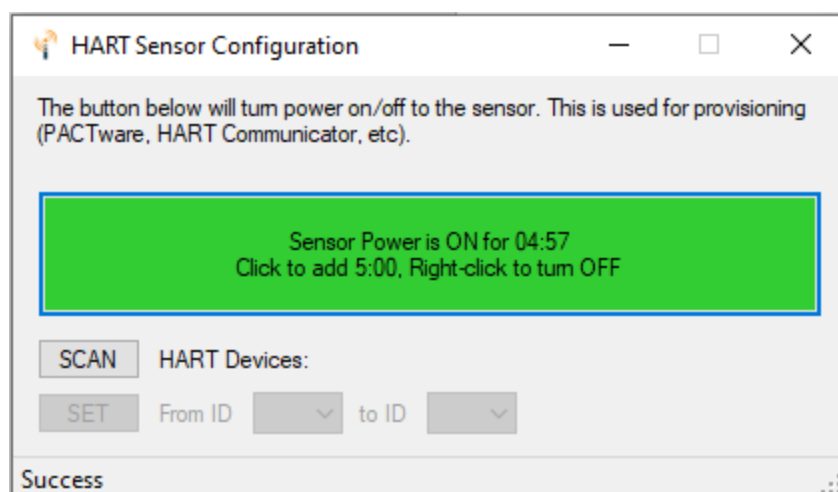 HART Sensor Configuration
The button below will turn power on/off to the sensor. This is used for provisioning
(PACTware, HART Communicator, etc).
Sensor Power is ON for 04:57
Click to add 5:00, Right-click to turn OFF
SCAN HART Devices:
SET From ID to ID
Success